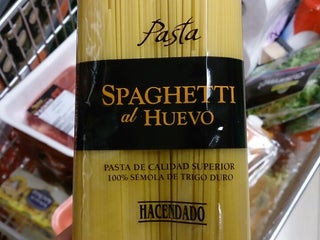 Pasta
SPAGHETTI
al HUEVO
PASTA DE CALIDAD SUPERIOR
100% SÉMOLA DE TRIGO DURO
HACENDADO